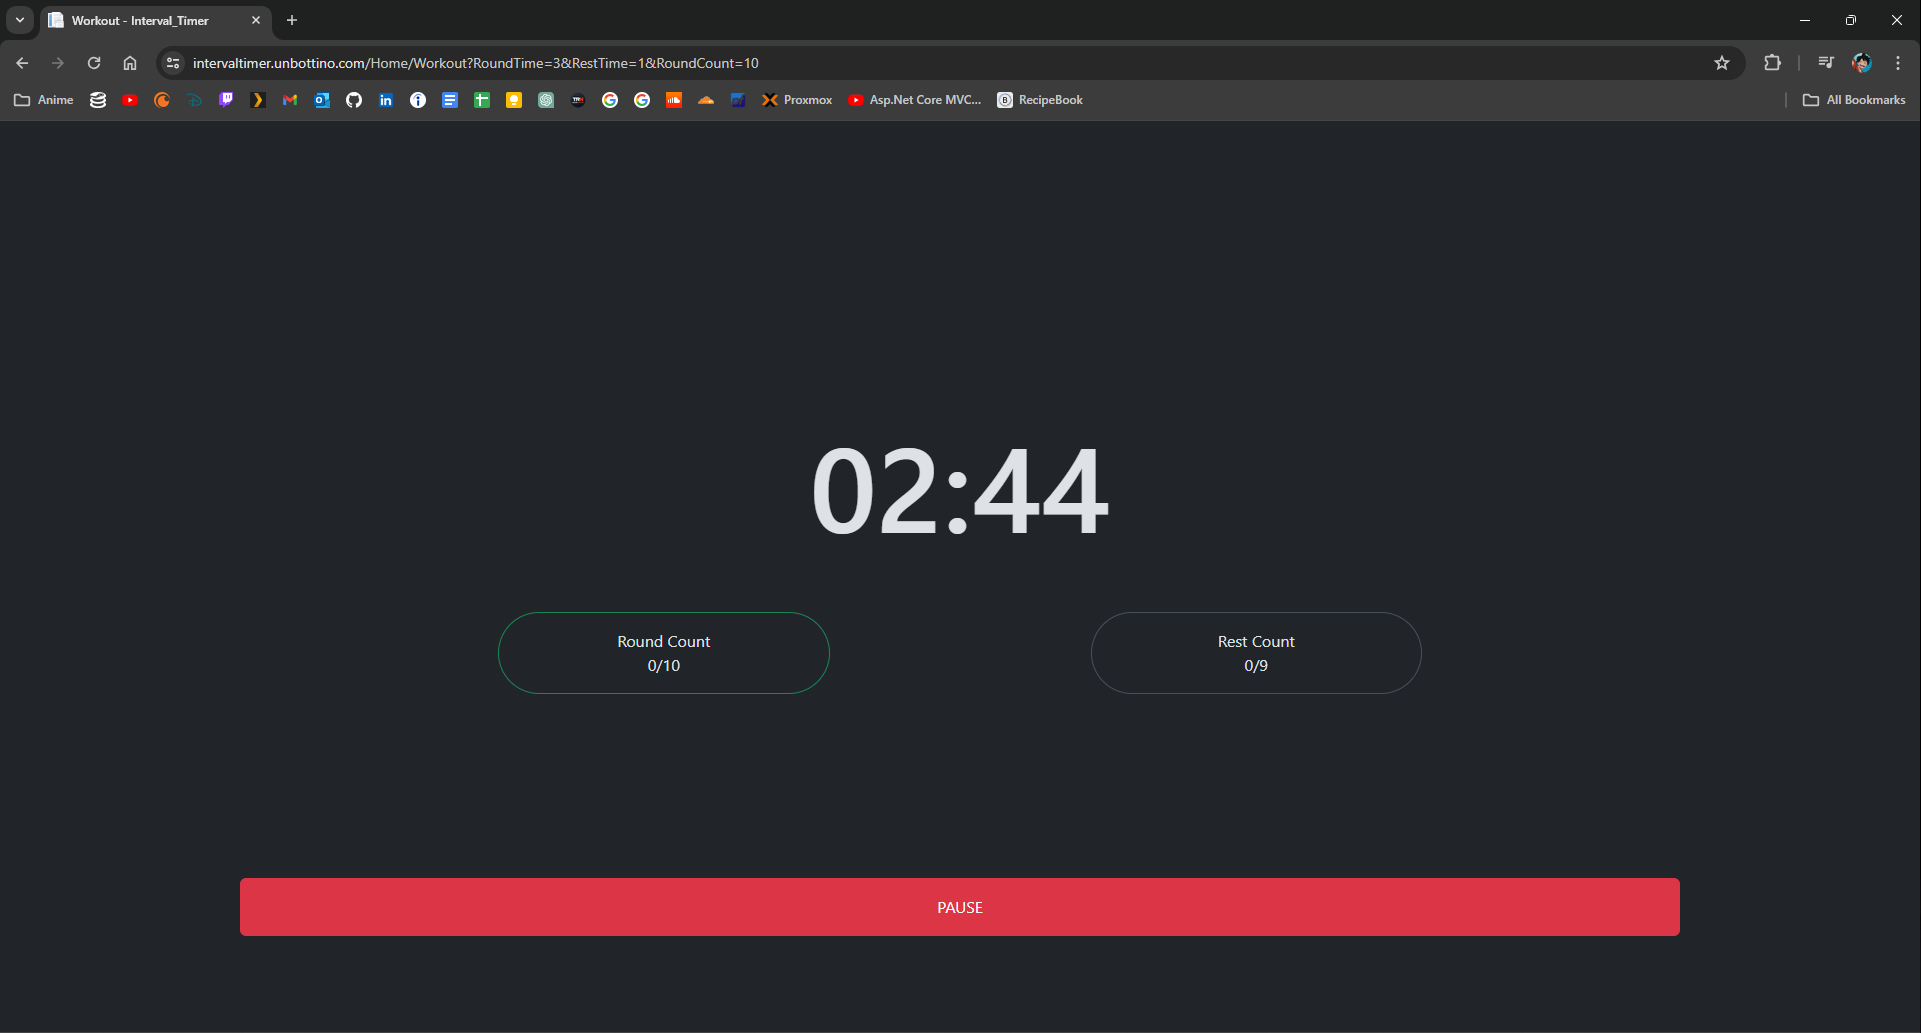 Workout - Interval_Timer
intervaltimer.unbottino.com/Home/Workout?RoundTime=3&RestTime=1&RoundCount=10
Anime
Proxmox
Asp.Net Core MVC...
RecipeBook
All Bookmarks
02:44
Round Count
0/10
Rest Count
0/9
PAUSE